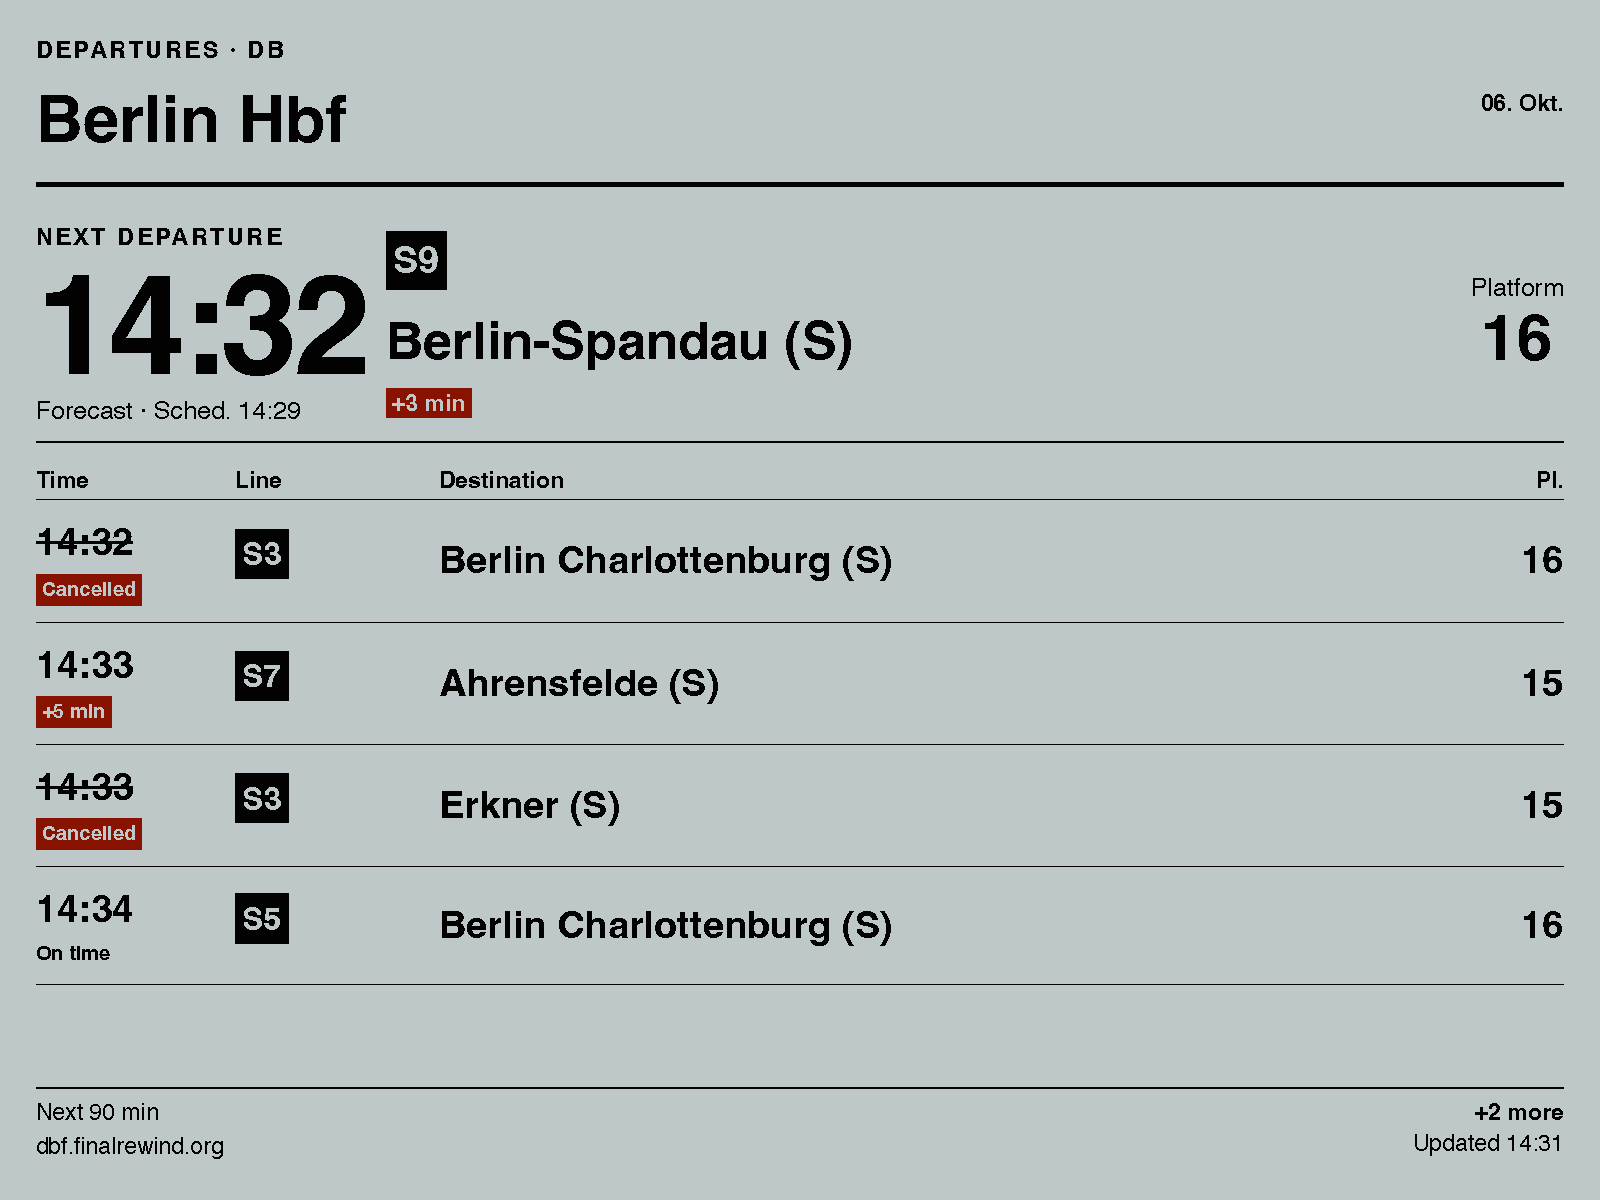 DEPARTURES · DB
Berlin Hbf
06. Okt.
NEXT DEPARTURE
14:32
Forecast · Sched. 14:29
S9
Berlin-Spandau (S)
+3 min
Platform
16
Time Line Destination Pl.
14:32 S3 Berlin Charlottenburg (S) 16
Cancelled
14:33 S7 Ahrensfelde (S) 15
+5 min
14:33 S3 Erkner (S) 15
Cancelled
14:34 S5 Berlin Charlottenburg (S) 16
On time
Next 90 min +2 more
dbf.finalrewind.org Updated 14:31